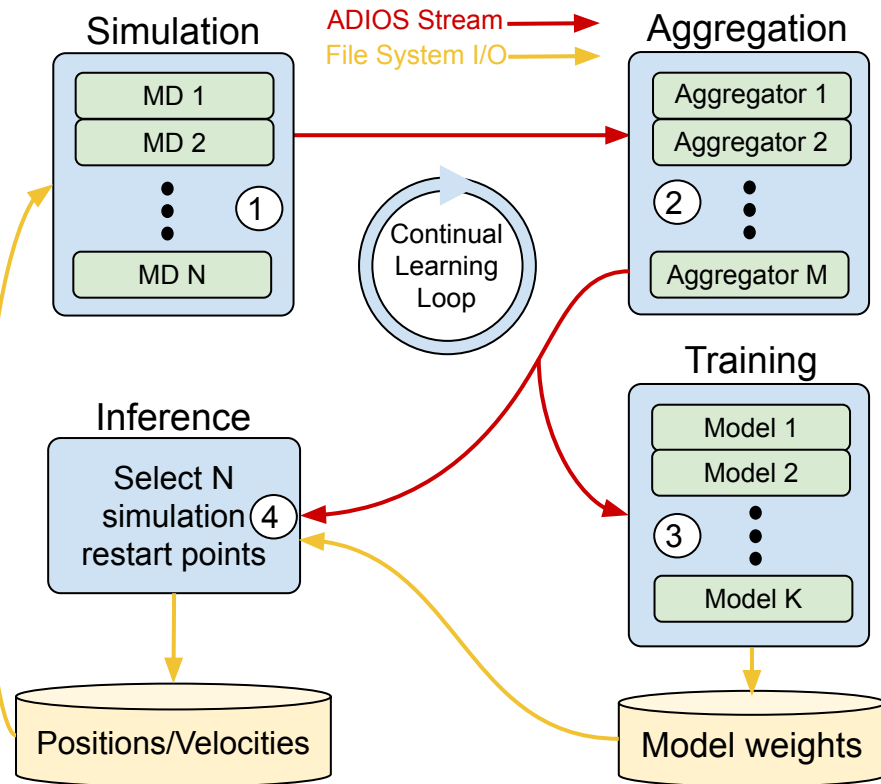 ADIOS Stream
File System I/O
Simulation
MD 1
MD 2
1
MD N
Aggregation
Aggregator 1
Aggregator 2
2
Aggregator M
Continual
Learning
Loop
Training
Model 1
Model 2
3
Model K
Inference
Select N
simulation
restart points
4
Positions/Velocities
Model weights